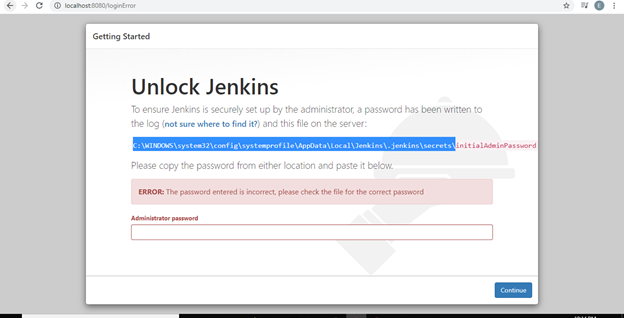 localhost:8080/loginError
E
Getting Started
Unlock Jenkins
To ensure Jenkins is securely set up by the administrator, a password has been written to
the log (not sure where to find it?) and this file on the server:
C:\WINDOWS\system32\config\systemprofile\AppData\Local\Jenkins\.jenkins\secrets\initialAdminPassword
Please copy the password from either location and paste it below.
ERROR: The password entered is incorrect, please check the file for the correct password
Administrator password
Continue